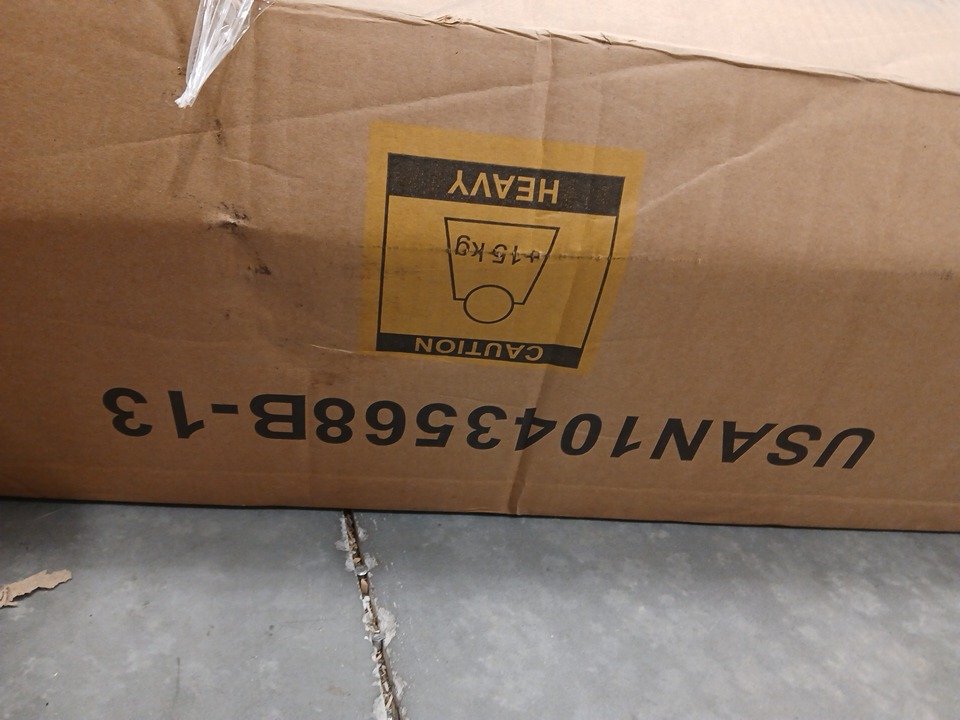 USAN1043568B-13
CAUTION
+15 kg
HEAVY